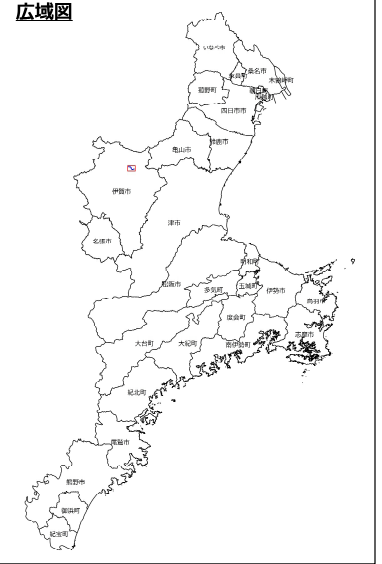 広域図
いなべ市
桑名市
東員町
木曽岬町
菰野町
朝日町
川越町
四日市市
鈴鹿市
亀山市
伊賀市
津市
名張市
明和町
松阪市
多気町
玉城町
伊勢市
鳥羽市
度会町
志摩市
大台町
大紀町
南伊勢町
紀北町
尾鷲市
熊野市
御浜町
紀宝町